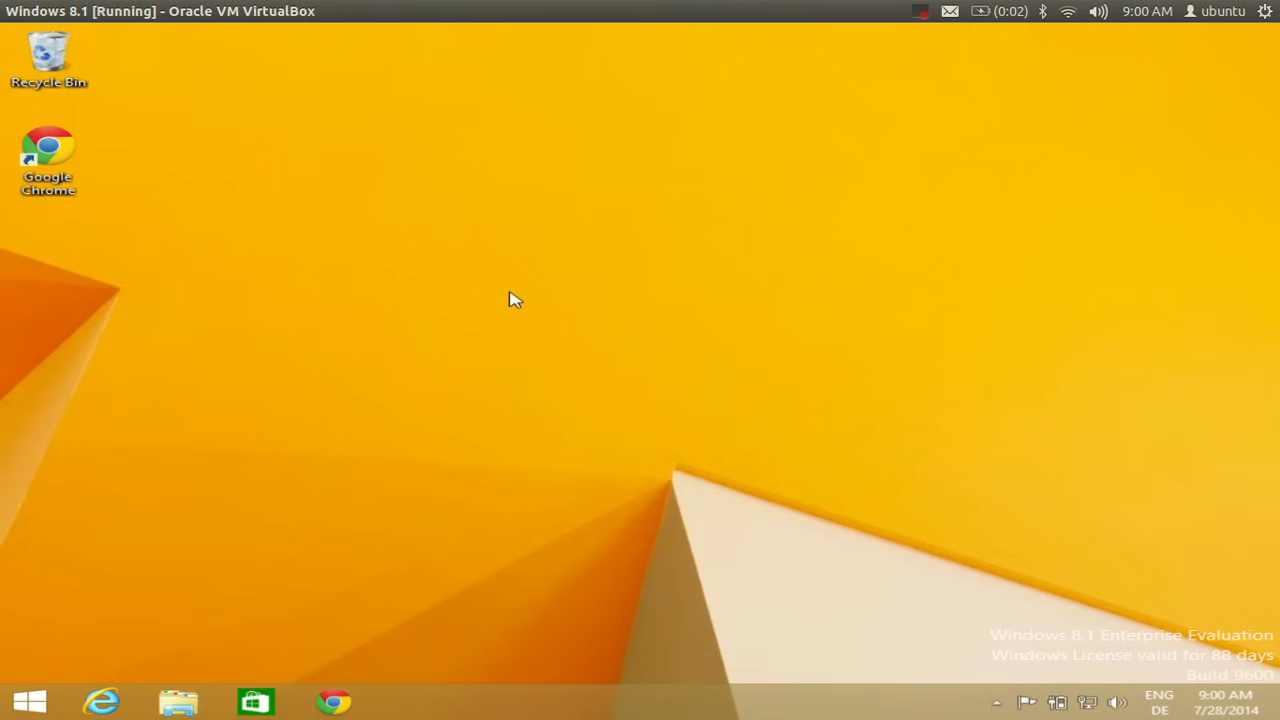 Windows 8.1 [Running] - Oracle VM VirtualBox
(0:02)
9:00 AM
ubuntu
Recycle Bin
Google
Chrome
Windows 8.1 Enterprise Evaluation
Windows License valid for 88 days
Build 9600
ENG
DE
9:00 AM
7/28/2014